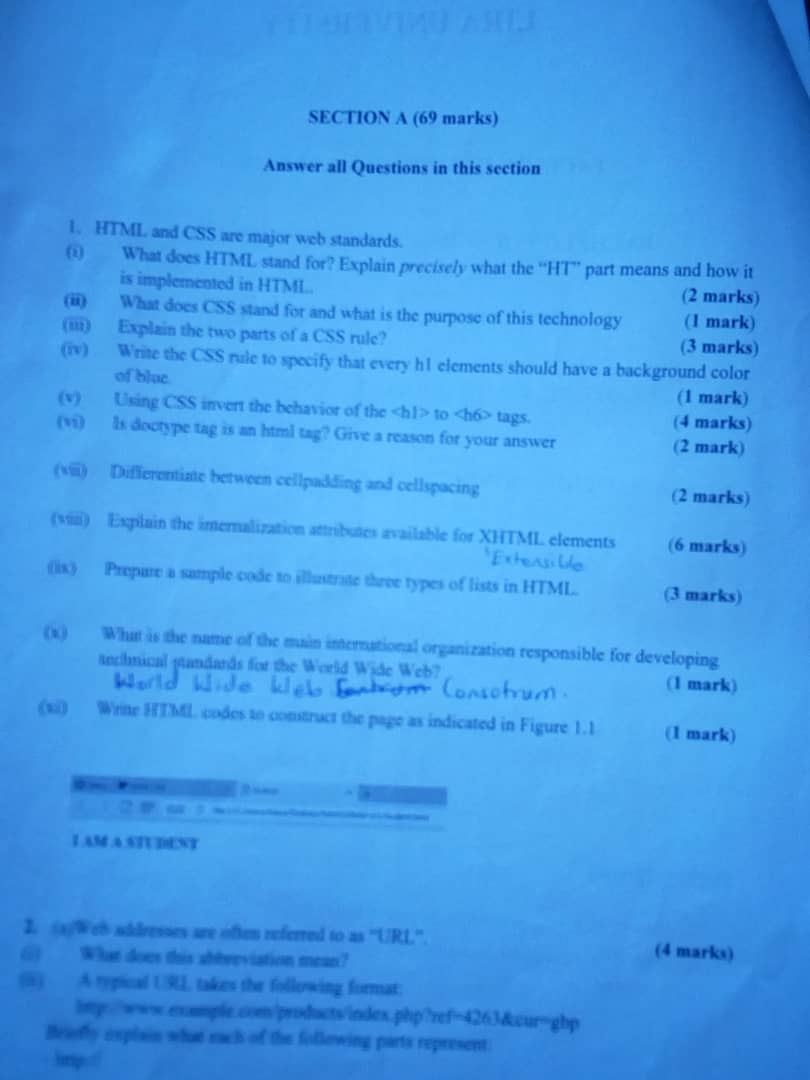 LIRA UNIVERSITY
SECTION A (69 marks)
Answer all Questions in this section
1. HTML and CSS are major web standards.
(i) What does HTML stand for? Explain precisely what the “HT” part means and how it
is implemented in HTML. (2 marks)
(ii) What does CSS stand for and what is the purpose of this technology (1 mark)
(iii) Explain the two parts of a CSS rule? (3 marks)
(iv) Write the CSS rule to specify that every h1 elements should have a background color
of blue. (1 mark)
(v) Using CSS invert the behavior of the <h1> to <h6> tags. (4 marks)
(vi) Is doctype tag is an html tag? Give a reason for your answer (2 mark)
(vii) Differentiate between cellpadding and cellspacing (2 marks)
(viii) Explain the internalization attributes available for XHTML elements (6 marks)
Extensible
(ix) Prepare a sample code to illustrate three types of lists in HTML. (3 marks)
(x) What is the name of the main international organization responsible for developing
technical standards for the World Wide Web? (1 mark)
World Wide Web Consotrum.
(xi) Write HTML codes to construct the page as indicated in Figure 1.1 (1 mark)
I AM A STUDENT
2. (a)Web addresses are often referred to as "URL". (4 marks)
(i) What does this abbreviation mean?
(ii) A typical URL takes the following format:
http://www.example.com/products/index.php?ref=4263&cur=gbp
Briefly explain what each of the following parts represent:
http://